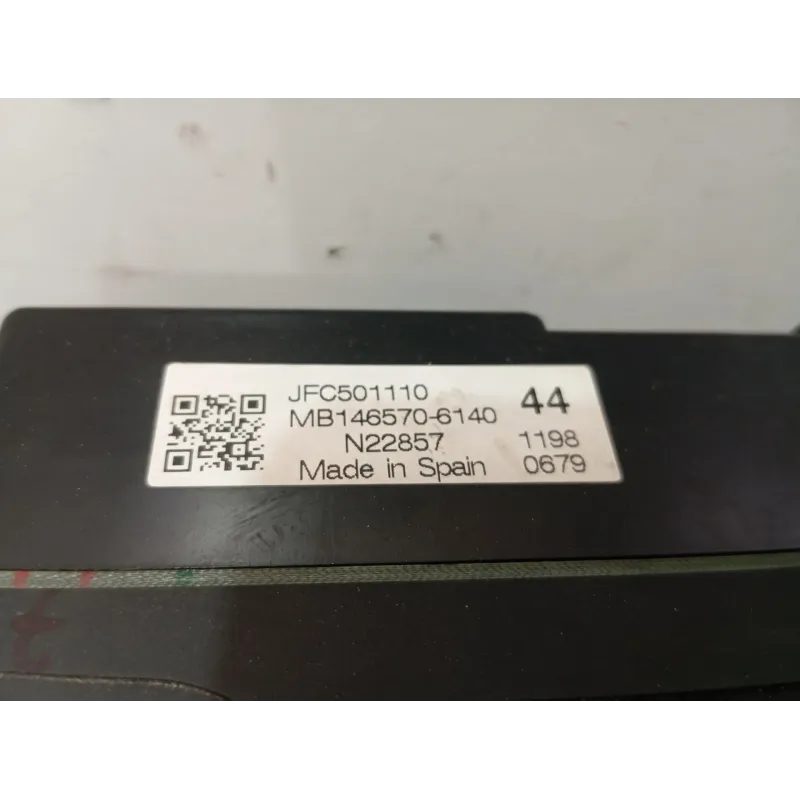 JFC501110 44
MB146570-6140
N22857 1198
Made in Spain 0679